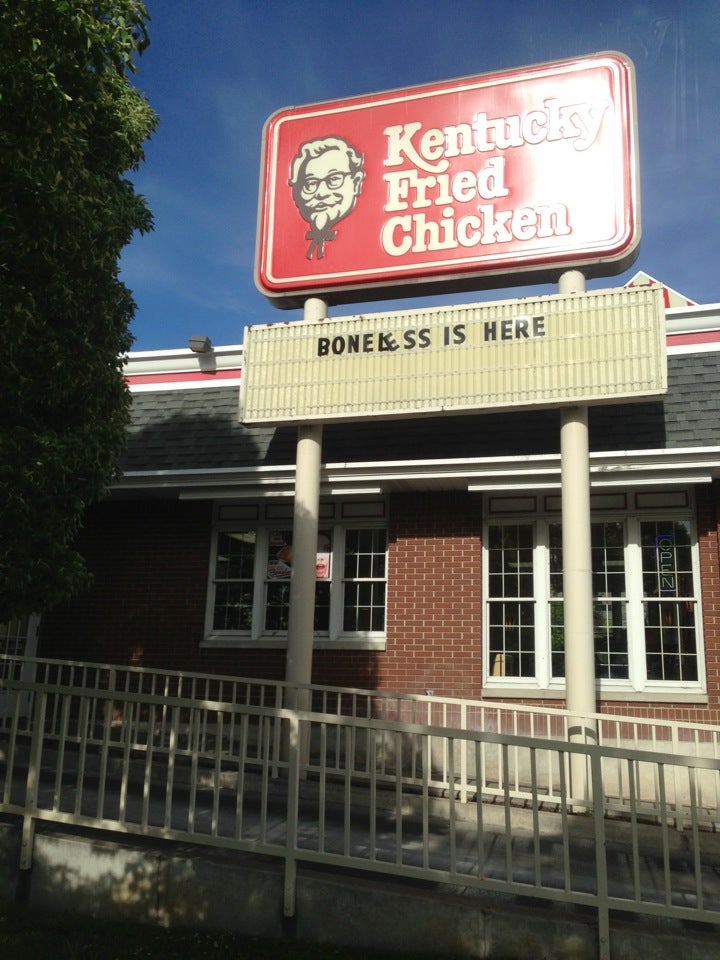 Kentucky
Fried
Chicken
BONELESS IS HERE
OPEN